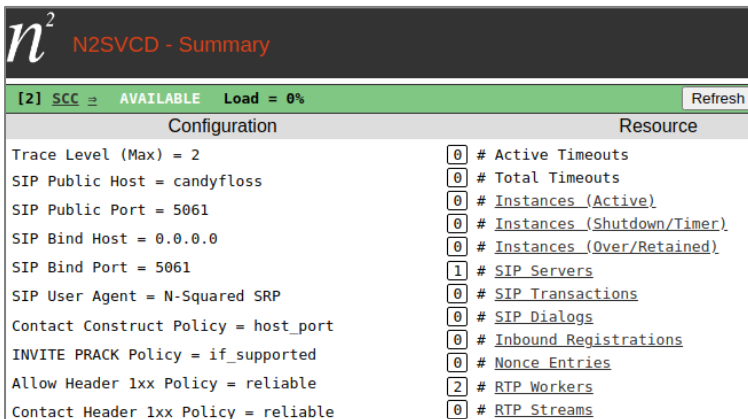 n²
N2SVCD - Summary
[2] SCC ⇒ AVAILABLE Load = 0%
Refresh
Configuration
Trace Level (Max) = 2
SIP Public Host = candyfloss
SIP Public Port = 5061
SIP Bind Host = 0.0.0.0
SIP Bind Port = 5061
SIP User Agent = N-Squared SRP
Contact Construct Policy = host_port
INVITE PRACK Policy = if_supported
Allow Header 1xx Policy = reliable
Contact Header 1xx Policy = reliable
Resource
0 # Active Timeouts
0 # Total Timeouts
0 # Instances (Active)
0 # Instances (Shutdown/Timer)
0 # Instances (Over/Retained)
1 # SIP Servers
0 # SIP Transactions
0 # SIP Dialogs
0 # Inbound Registrations
0 # Nonce Entries
2 # RTP Workers
0 # RTP Streams